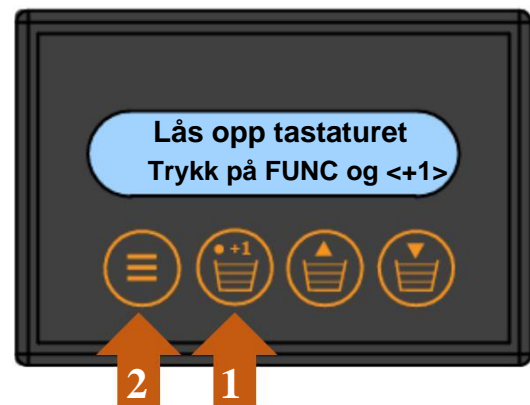 Lås opp tastaturet
Trykk på FUNC og <+1>
+1
2 1